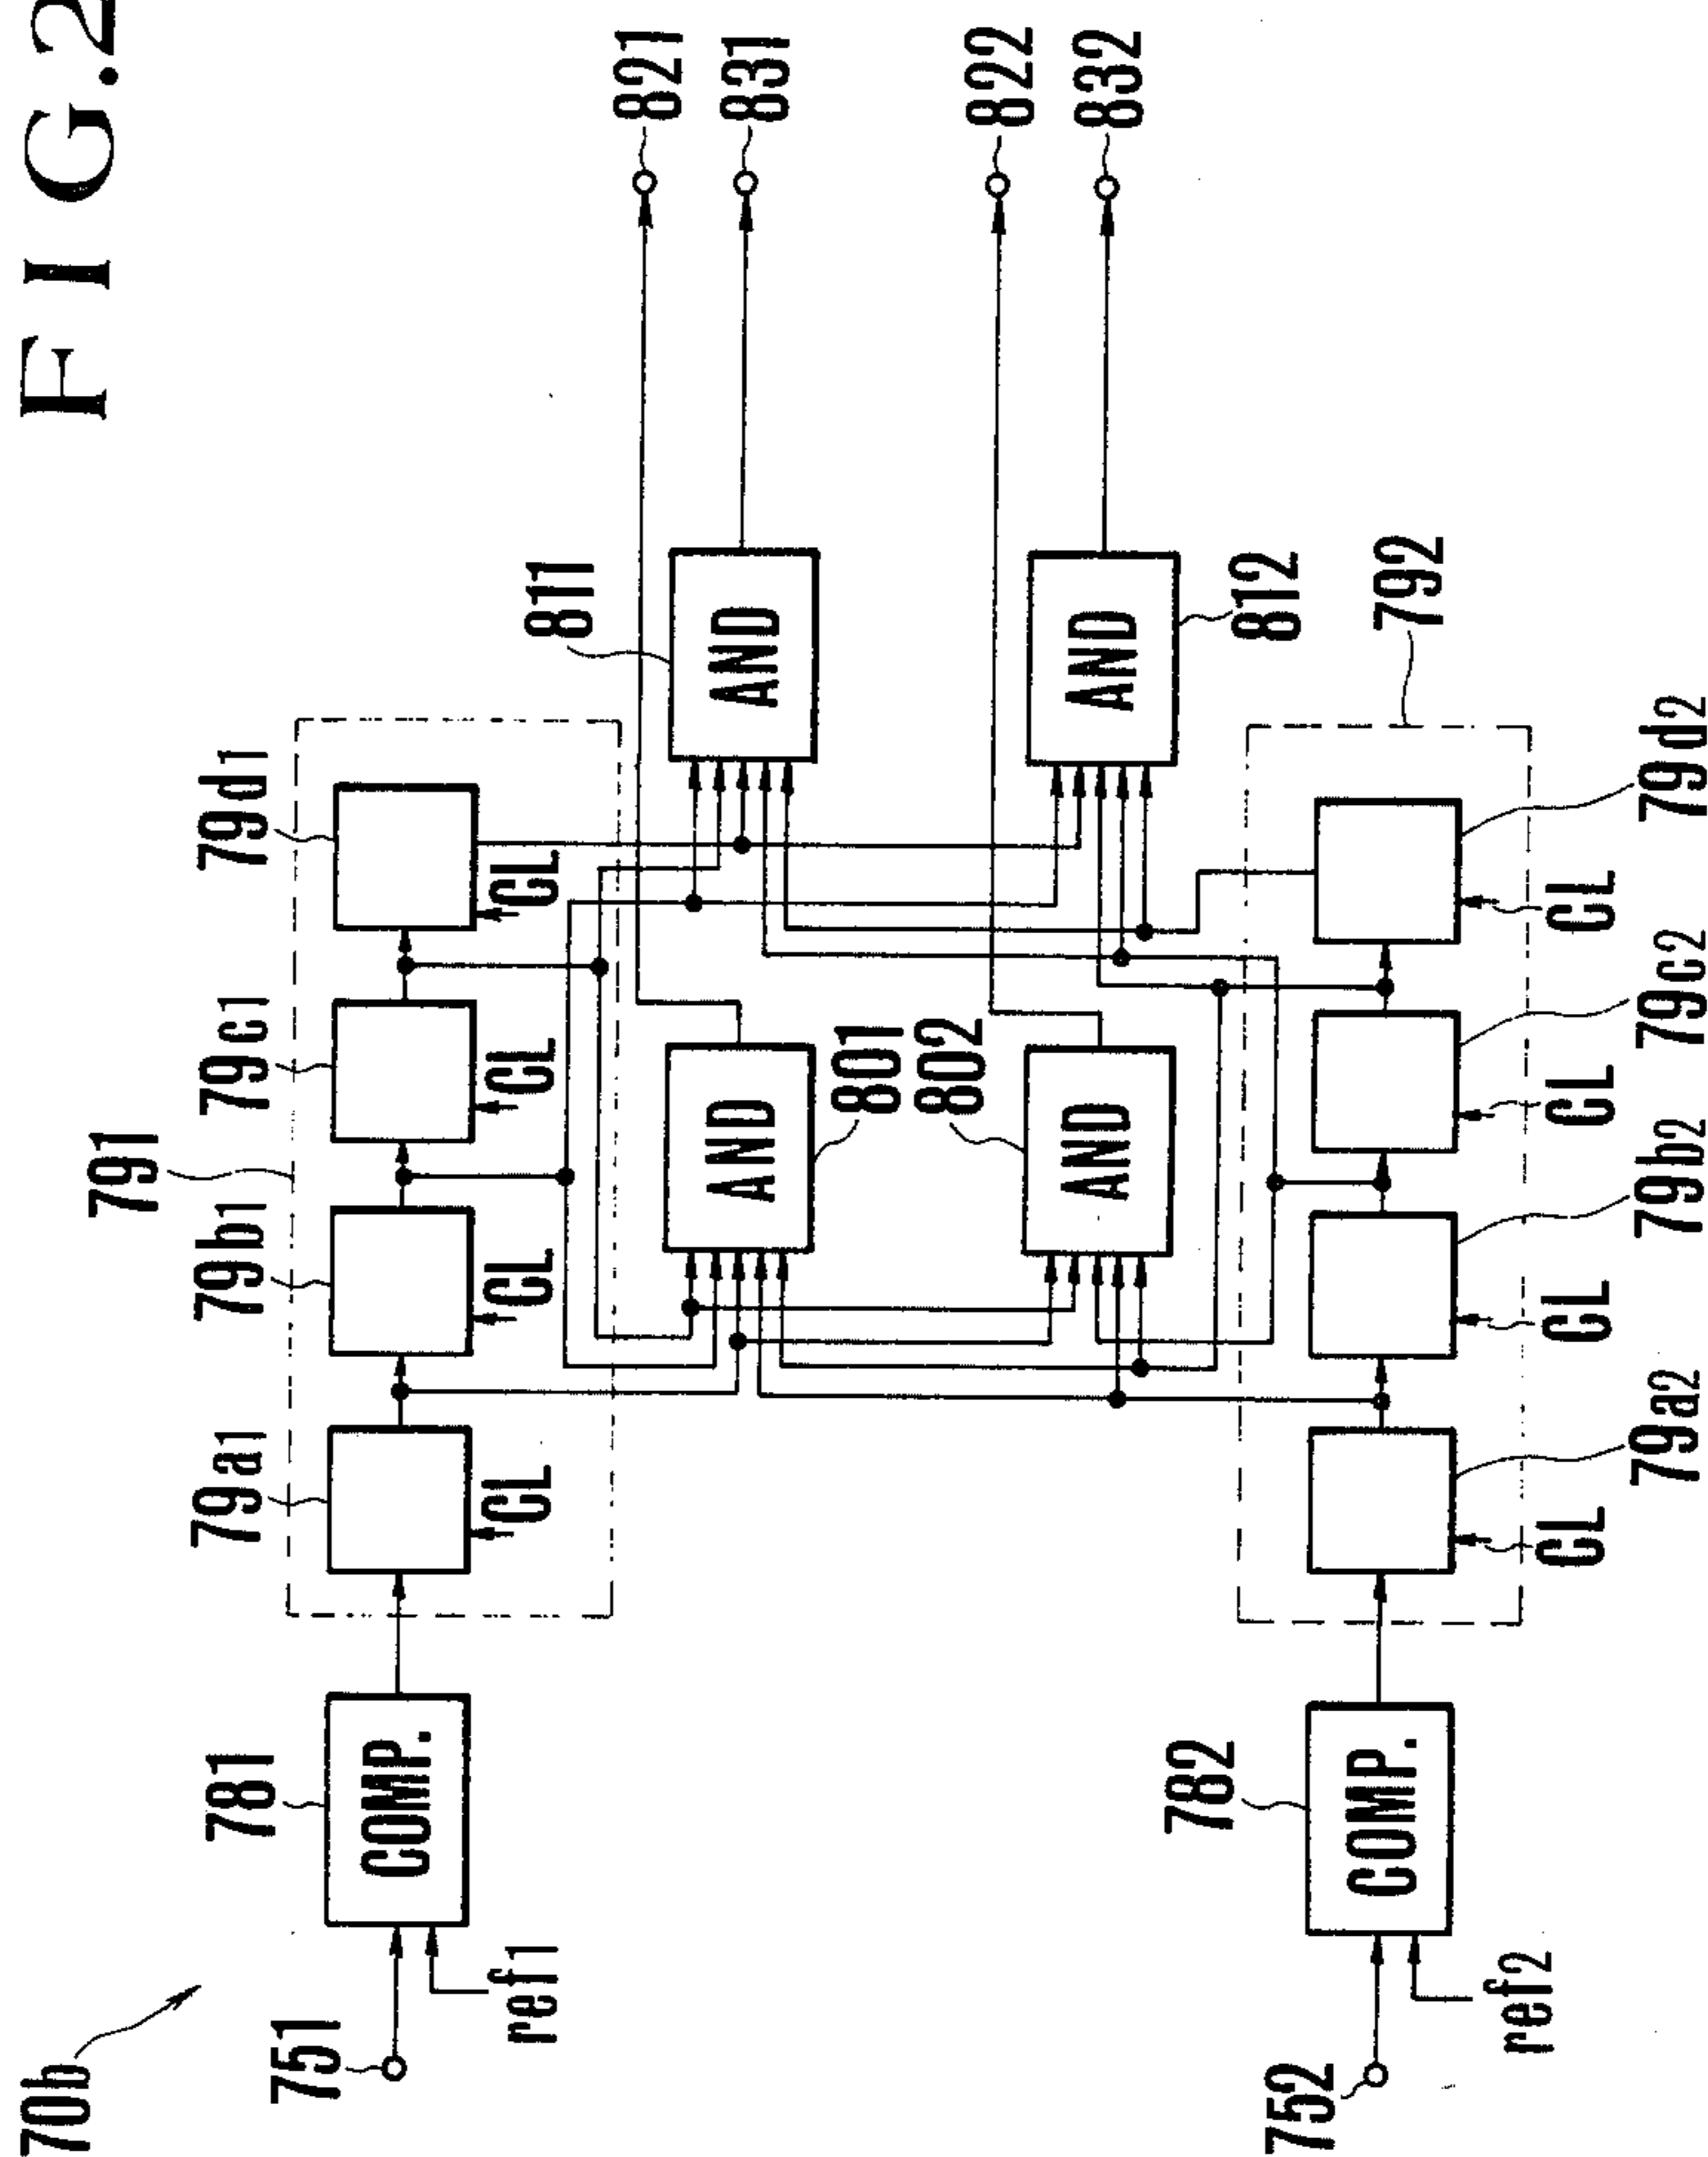 FIG.2
70b
751
ref1
781
COMP.
791
79a1
CL
79b1
CL
79c1
CL
79d1
CL
801
AND
802
AND
811
AND
812
AND
821
831
822
832
752
ref2
782
COMP.
792
79a2
CL
79b2
CL
79c2
CL
79d2
CL